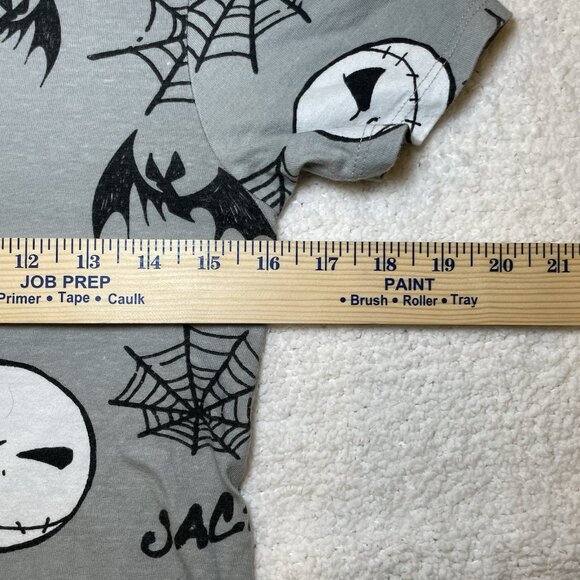 12 13 14 15 16 17 18 19 20 21
JOB PREP PAINT
Primer • Tape • Caulk • Brush • Roller • Tray
JAC